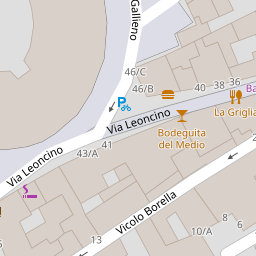 Gallieno
46/C
46/B
40
38
36
Ba
La Griglia
Via Leoncino
Bodeguita
del Medio
41
43/A
Via Leoncino
Vicolo Borella
13
8
6
10/A